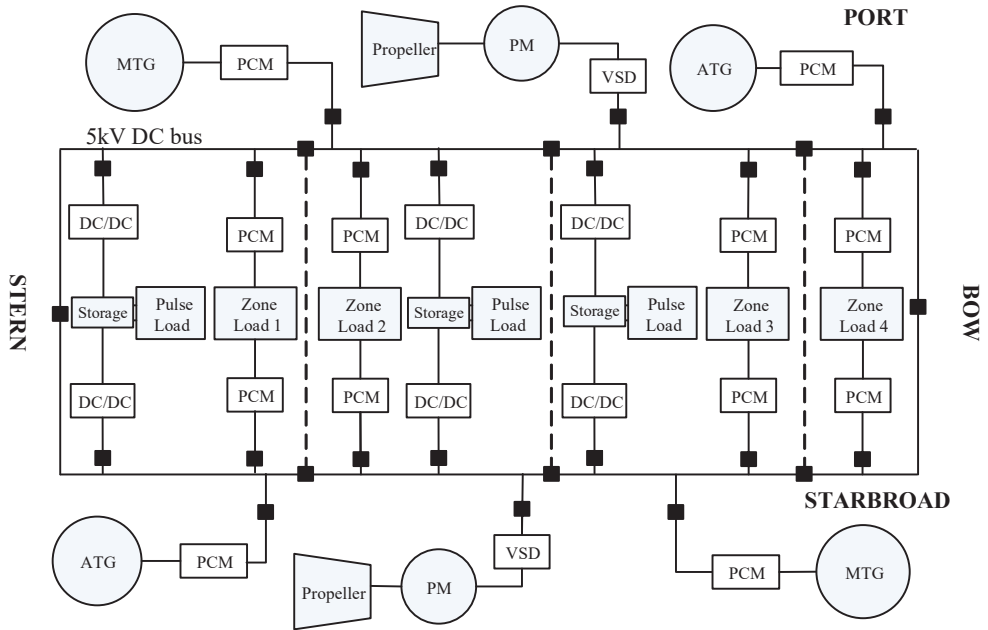 PORT
MTG
PCM
Propeller
PM
VSD
ATG
PCM
5kV DC bus
DC/DC
PCM
PCM
DC/DC
DC/DC
PCM
PCM
STERN
Storage
Pulse
Load
Zone
Load 1
Zone
Load 2
Storage
Pulse
Load
Storage
Pulse
Load
Zone
Load 3
Zone
Load 4
BOW
DC/DC
PCM
PCM
DC/DC
DC/DC
PCM
PCM
STARBROAD
ATG
PCM
Propeller
PM
VSD
PCM
MTG